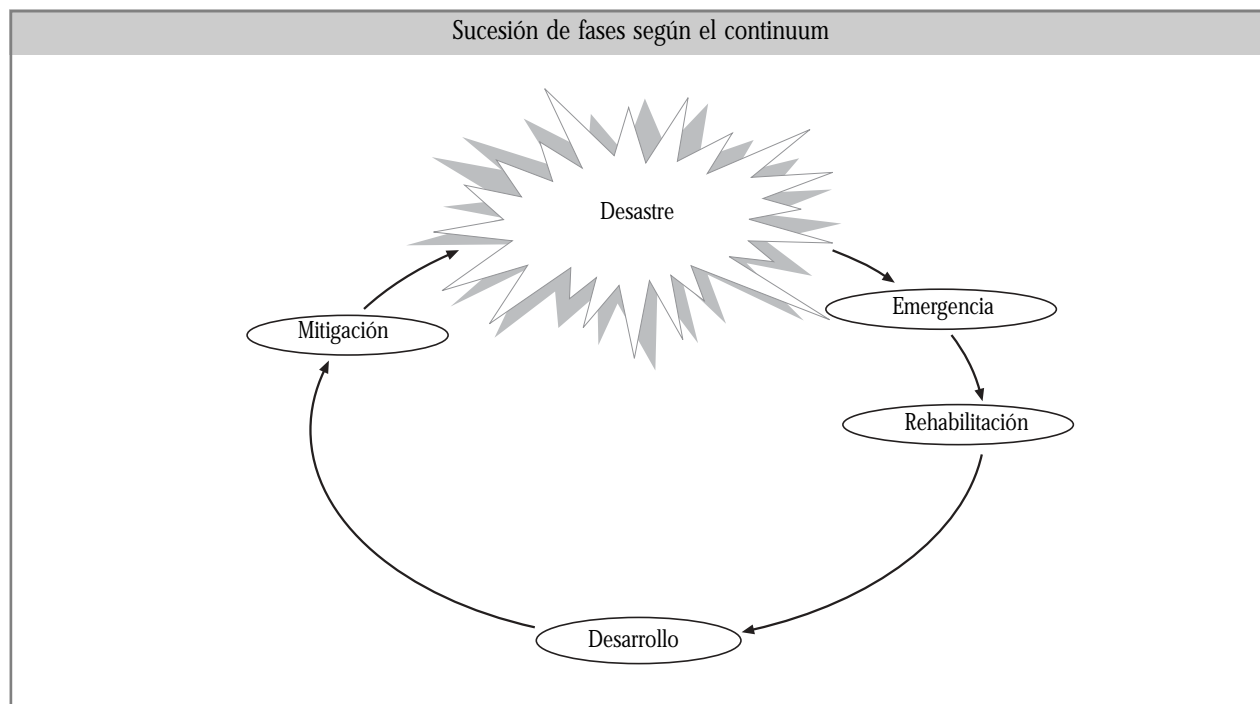 Sucesión de fases según el continuum
Desastre
Emergencia
Mitigación
Rehabilitación
Desarrollo